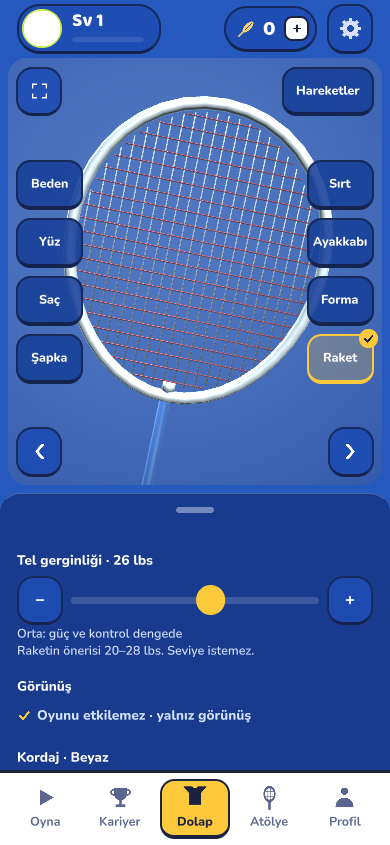 Sv 1
0
+
Hareketler
Beden
Sırt
Yüz
Ayakkabı
Saç
Forma
Şapka
Raket
Tel gerginliği · 26 lbs
−
+
Orta: güç ve kontrol dengede
Raketin önerisi 20–28 lbs. Seviye istemez.
Görünüş
Oyunu etkilemez · yalnız görünüş
Kordaj · Beyaz
Oyna
Kariyer
Dolap
Atölye
Profil